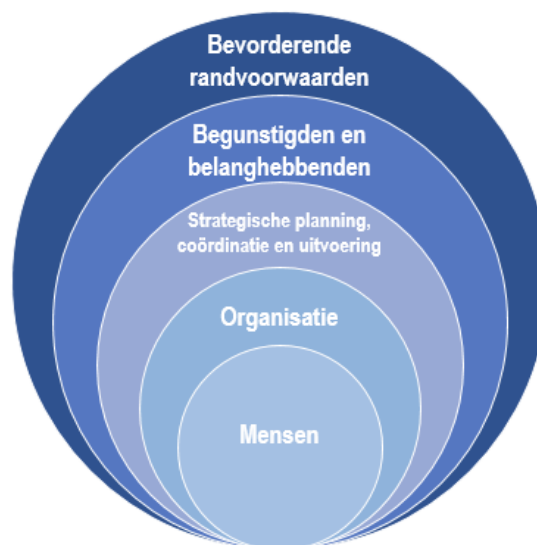 Bevorderende
randvoorwaarden
Begunstigden en
belanghebbenden
Strategische planning,
coördinatie en uitvoering
Organisatie
Mensen